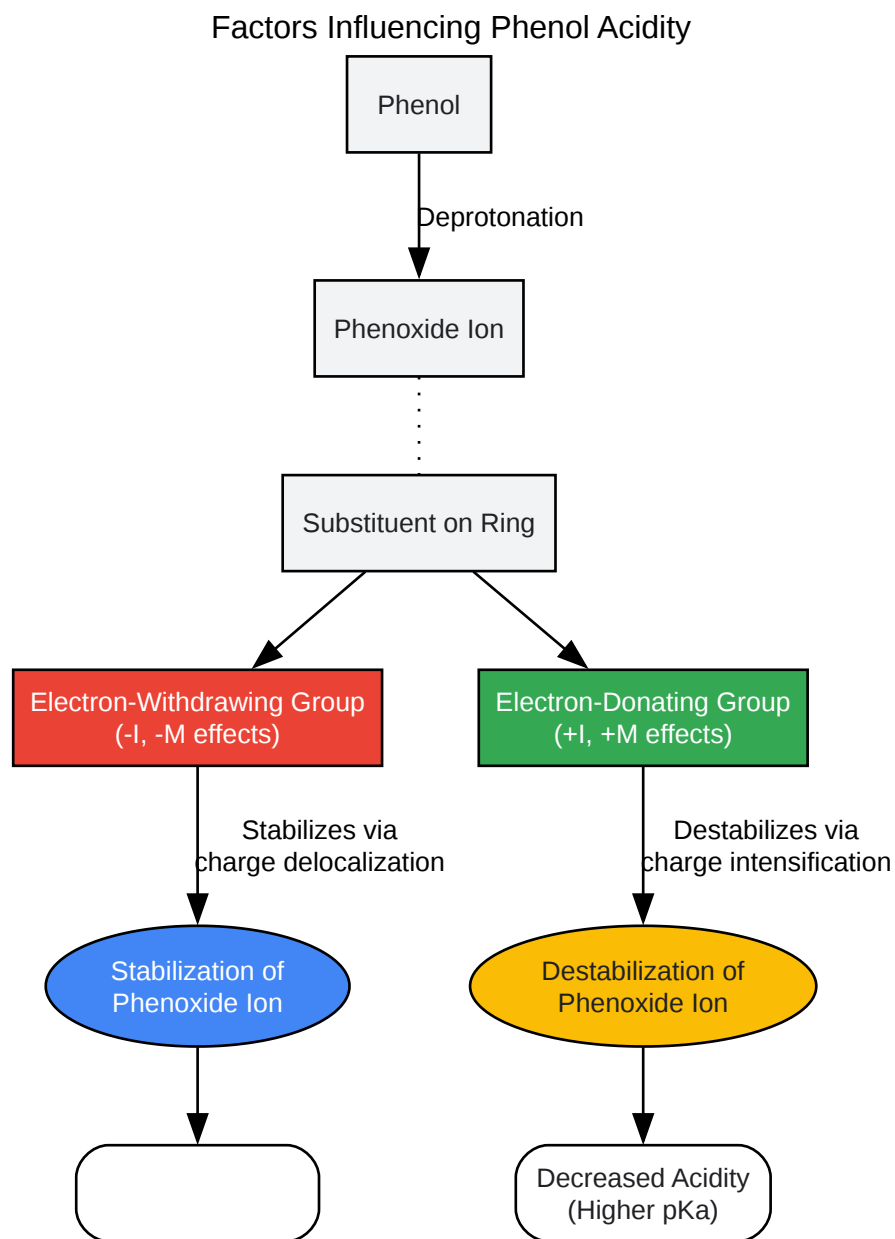 Factors Influencing Phenol Acidity
Phenol
Deprotonation
Phenoxide Ion
Substituent on Ring
Electron-Withdrawing Group
(-I, -M effects)
Electron-Donating Group
(+I, +M effects)
Stabilizes via
charge delocalization
Destabilizes via
charge intensification
Stabilization of
Phenoxide Ion
Destabilization of
Phenoxide Ion
Decreased Acidity
(Higher pKa)